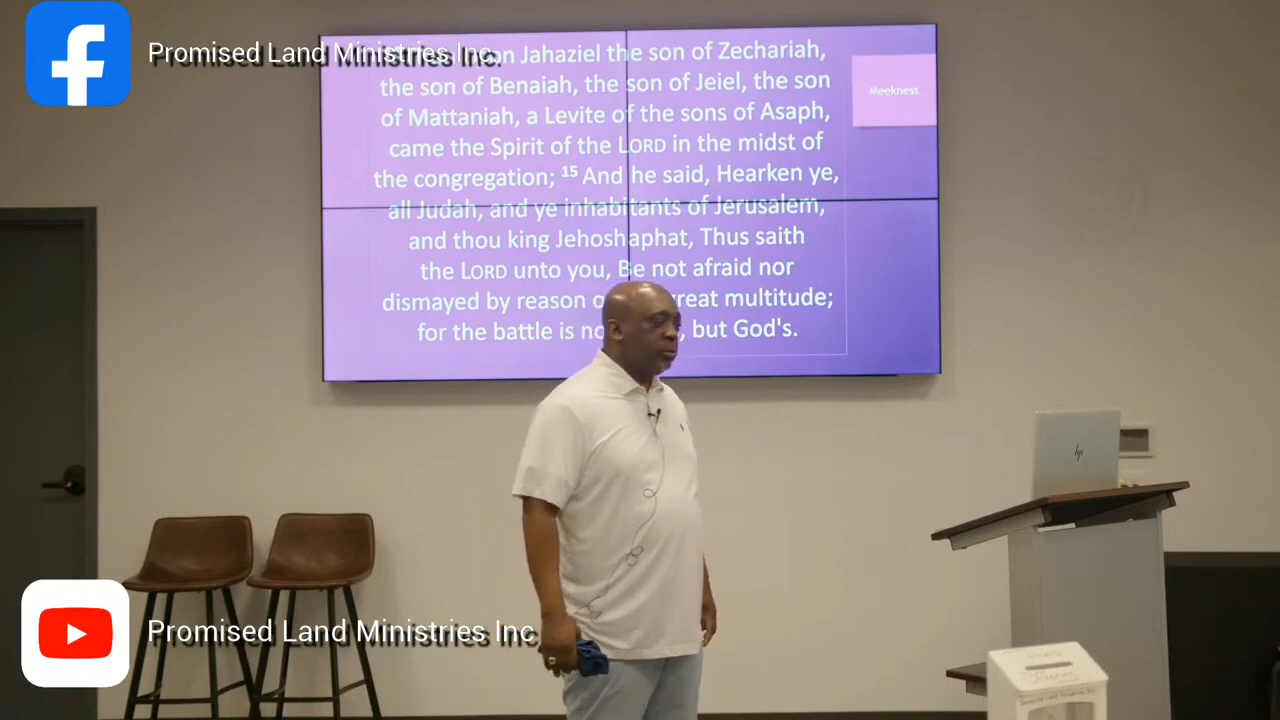 Promised Land Ministries Inc.
on Jahaziel the son of Zechariah,
the son of Benaiah, the son of Jeiel, the son
of Mattaniah, a Levite of the sons of Asaph,
came the Spirit of the LORD in the midst of
the congregation; 15 And he said, Hearken ye,
all Judah, and ye inhabitants of Jerusalem,
and thou king Jehoshaphat, Thus saith
the LORD unto you, Be not afraid nor
dismayed by reason great multitude;
for the battle is but God's.
Meekness
hp
Promised Land Ministries Inc